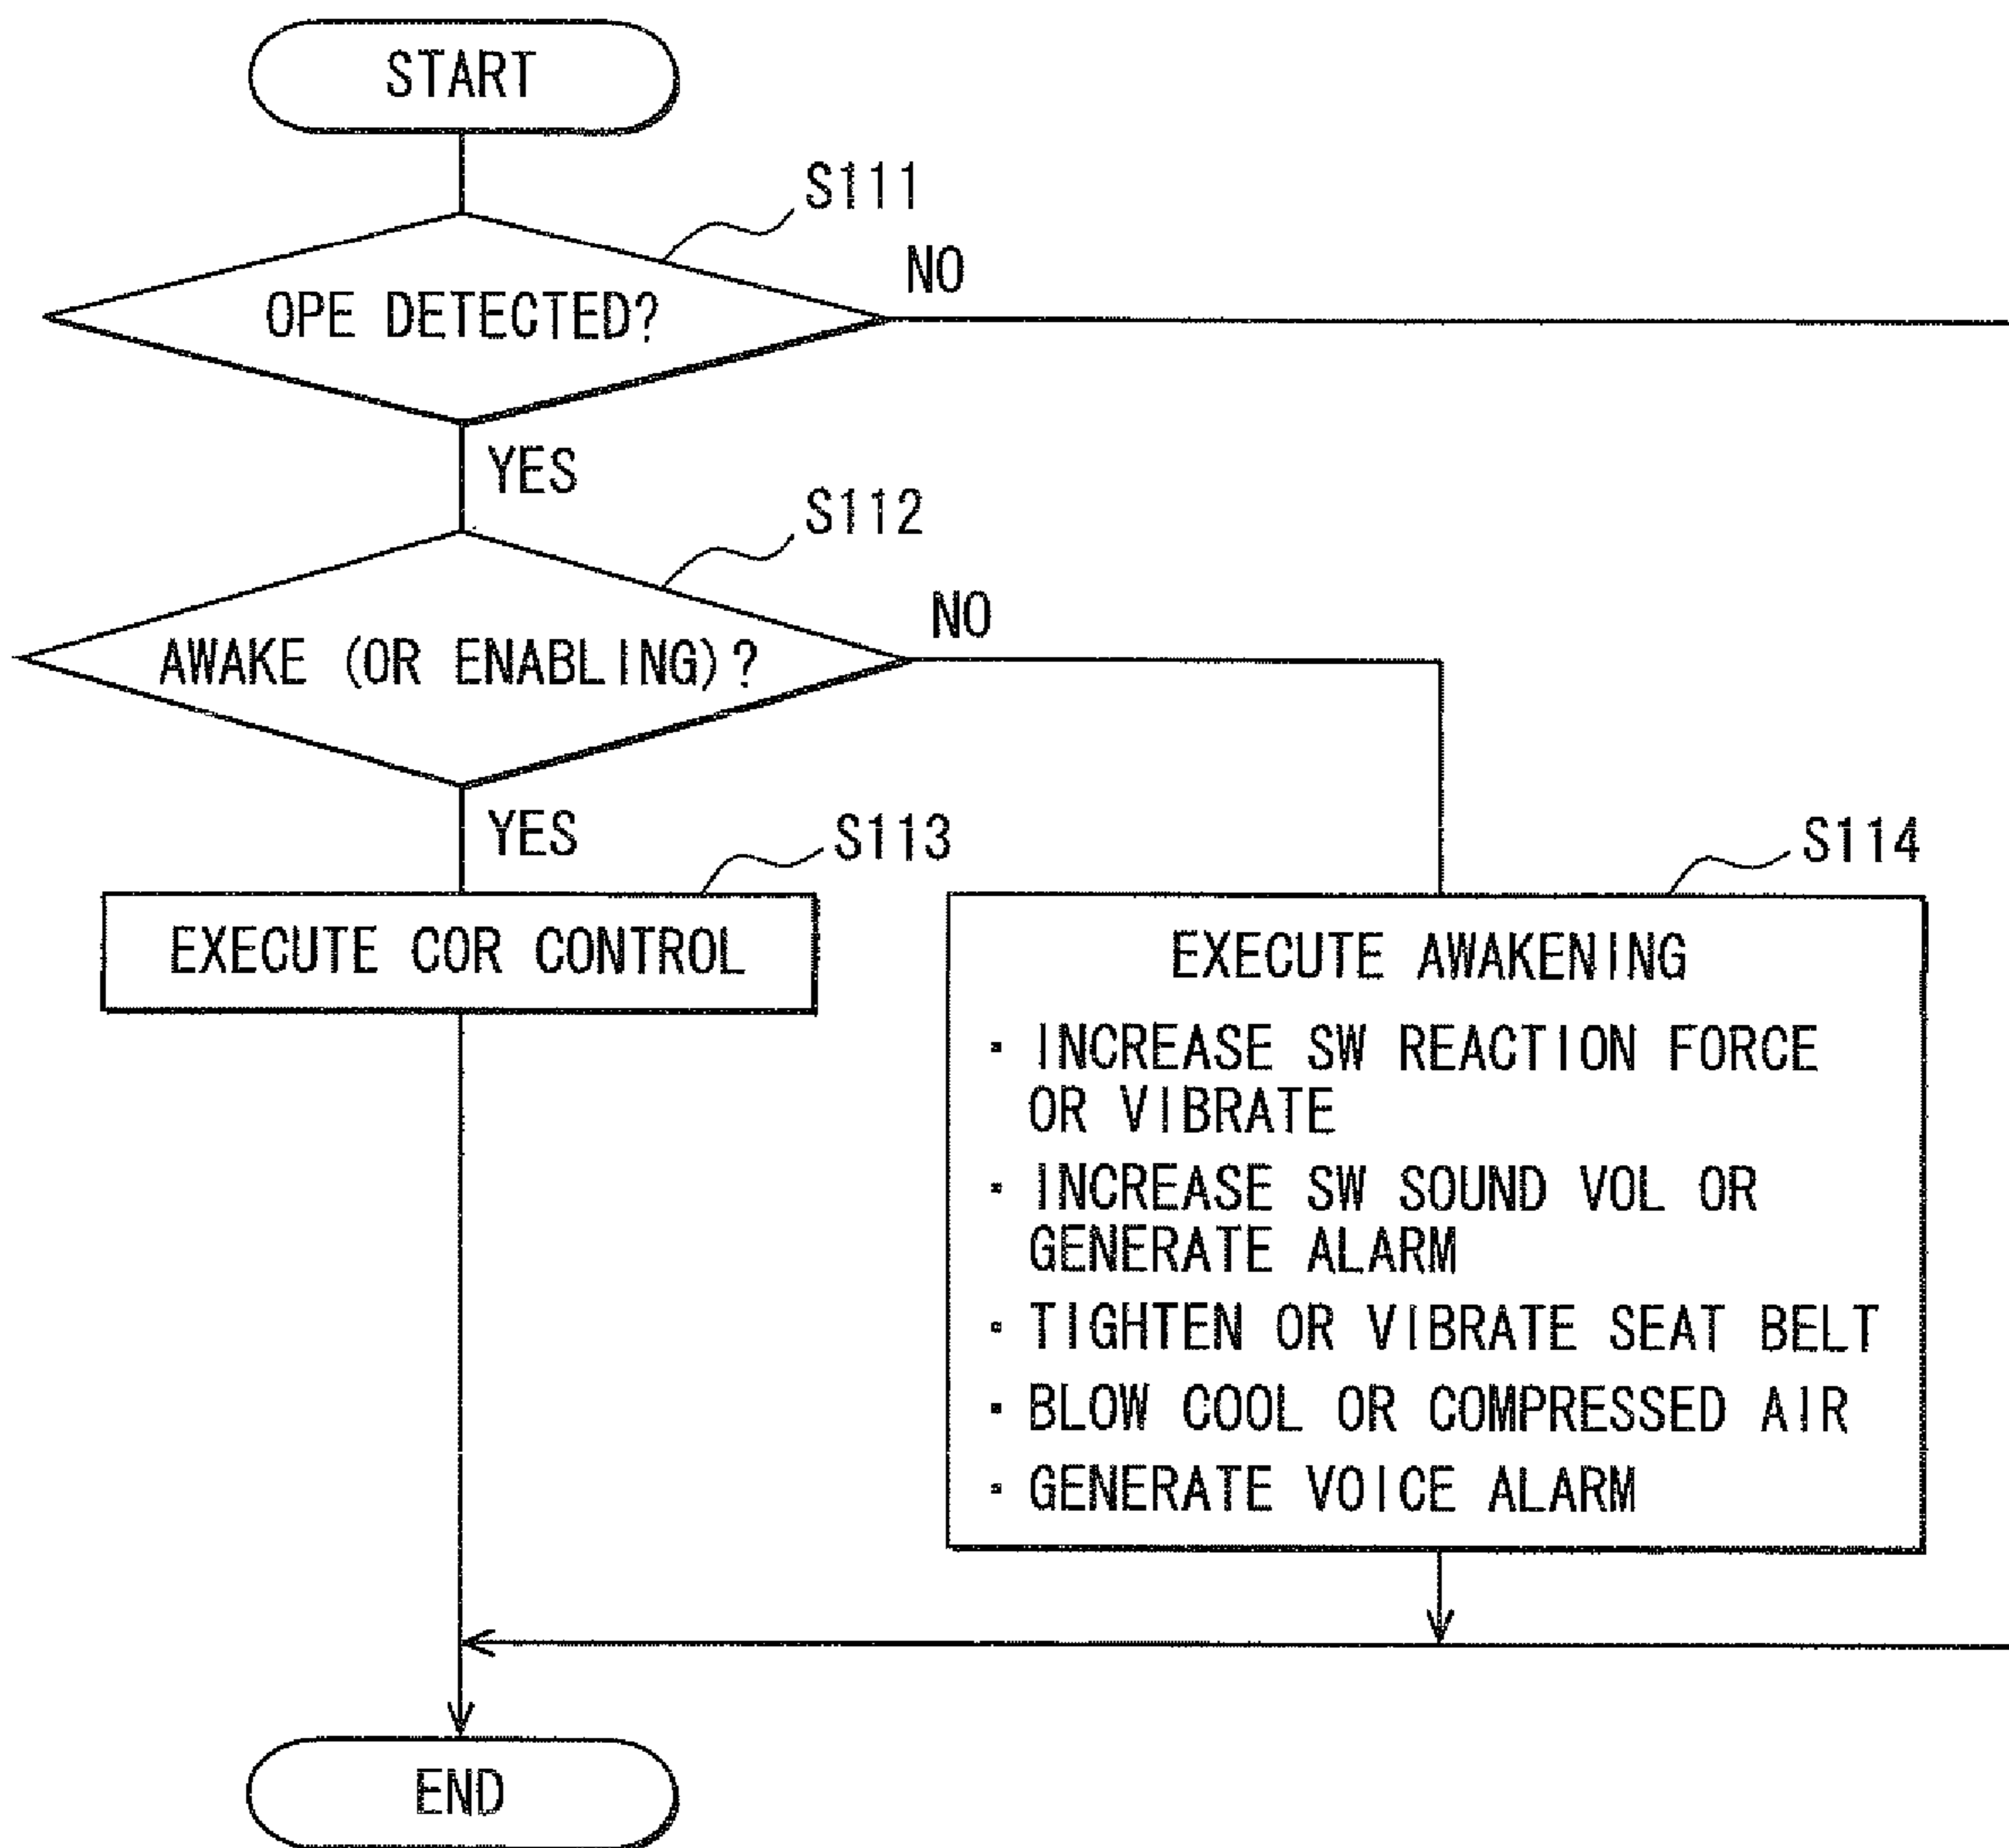 START
S111
OPE DETECTED?
NO
YES
S112
AWAKE (OR ENABLING)?
NO
YES
S113
EXECUTE COR CONTROL
S114
EXECUTE AWAKENING
・INCREASE SW REACTION FORCE
OR VIBRATE
・INCREASE SW SOUND VOL OR
GENERATE ALARM
・TIGHTEN OR VIBRATE SEAT BELT
・BLOW COOL OR COMPRESSED AIR
・GENERATE VOICE ALARM
END